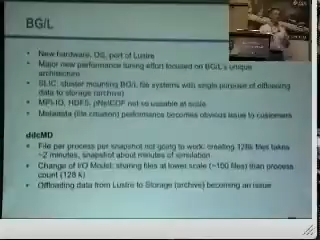 BG/L
• New hardware, OS, port of Lustre
• Major new performance tuning effort focused on BG/L's unique
architecture
• SLIC: cluster mounting BG/L file systems with single purpose of offloading
data to storage (archive)
• MPI-IO, HDF5, pNetCDF not so useable at scale
• Metadata (file creation) performance becomes obvious issue to customers
ddcMD
• File per process per snapshot not going to work: creating 128k files takes
~2 minutes, snapshot about minutes of simulation
• Change of I/O Model: sharing files at lower scale (~100 files) than process
count (128 k)
• Offloading data from Lustre to Storage (archive) becoming an issue